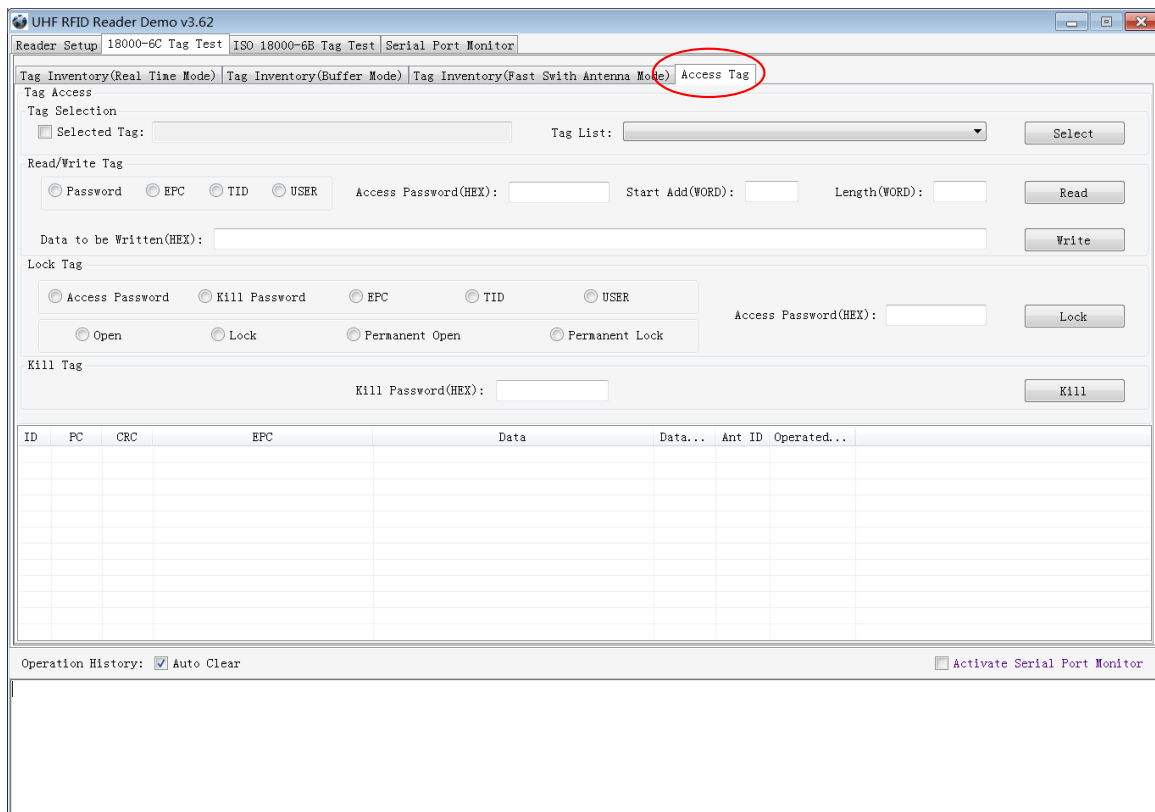 UHF RFID Reader Demo v3.62
Reader Setup 18000-6C Tag Test ISO 18000-6B Tag Test Serial Port Monitor
Tag Inventory(Real Time Mode) Tag Inventory(Buffer Mode) Tag Inventory(Fast Swith Antenna Mode) Access Tag
Tag Access
Tag Selection
Selected Tag: Tag List: Select
Read/Write Tag
Password EPC TID USER Access Password(HEX): Start Add(WORD): Length(WORD): Read
Data to be Written(HEX): Write
Lock Tag
Access Password Kill Password EPC TID USER
Access Password(HEX): Lock
Open Lock Permanent Open Permanent Lock
Kill Tag
Kill Password(HEX): Kill
ID PC CRC EPC Data Data... Ant ID Operated...
Operation History: Auto Clear Activate Serial Port Monitor